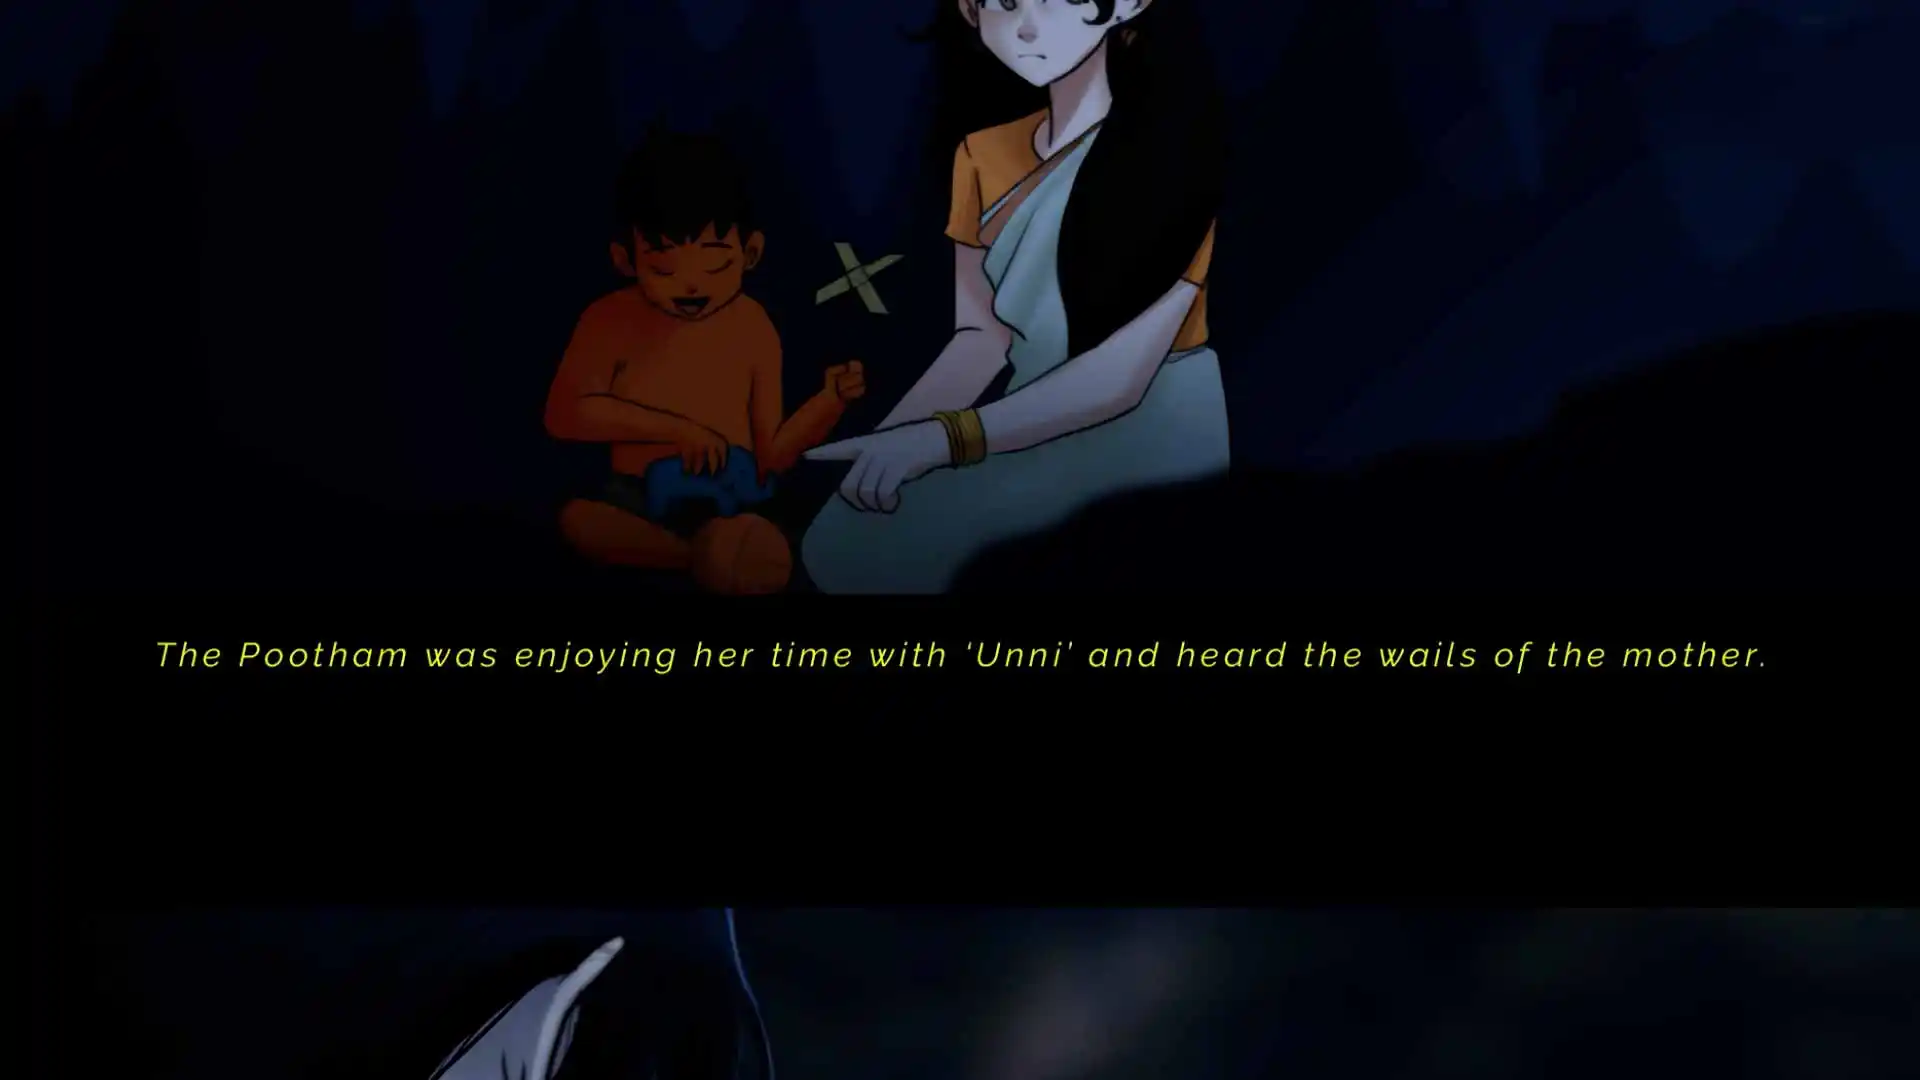 The Pootham was enjoying her time with ‘Unni’ and heard the wails of the mother.